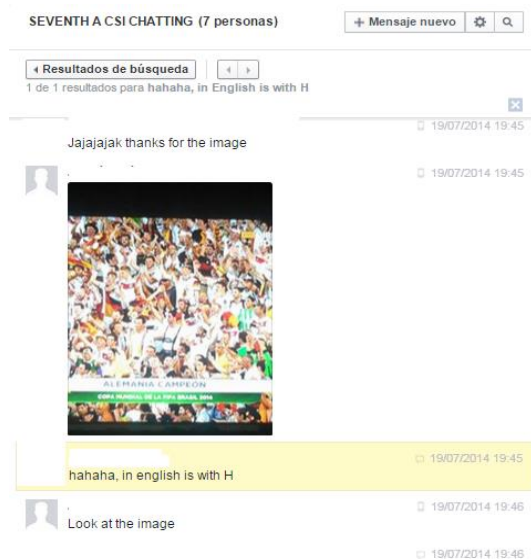 SEVENTH A CSI CHATTING (7 personas)
+ Mensaje nuevo
Resultados de búsqueda
1 de 1 resultados para hahaha, in English is with H
19/07/2014 19:45
Jajajajak thanks for the image
19/07/2014 19:45
ALEMANIA CAMPEÓN
COPA MUNDIAL DE LA FIFA BRASIL 2014
19/07/2014 19:45
hahaha, in english is with H
19/07/2014 19:46
Look at the image
19/07/2014 19:46